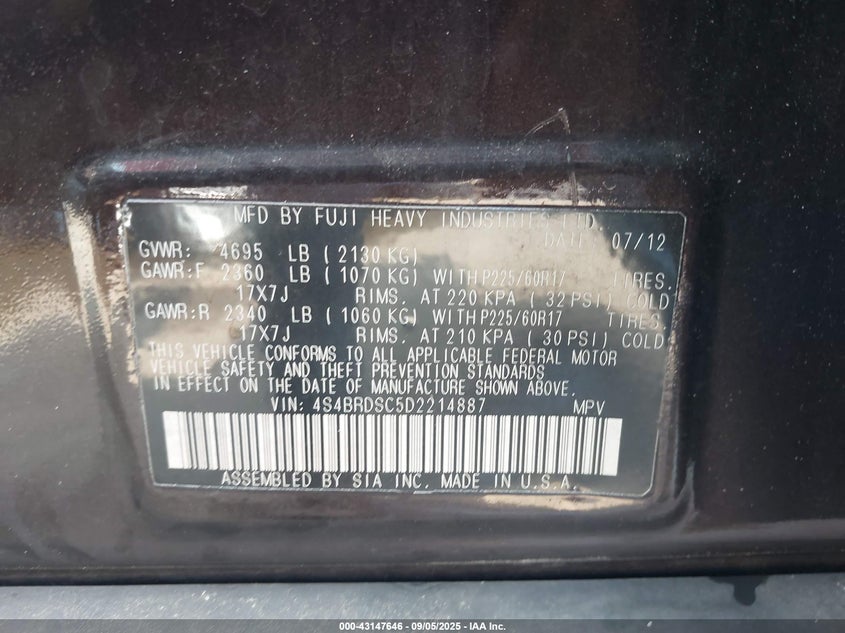 MFD BY FUJI HEAVY INDUSTRIES LTD.
DATE 07/12
GVWR: 4695 LB ( 2130 KG)
GAWR:F 2360 LB ( 1070 KG) WITH P225/60R17 TIRES.
17X7J RIMS. AT 220 KPA ( 32 PSI) COLD
GAWR:R 2340 LB ( 1060 KG) WITH P225/60R17 TIRES.
17X7J RIMS. AT 210 KPA ( 30 PSI) COLD
THIS VEHICLE CONFORMS TO ALL APPLICABLE FEDERAL MOTOR
VEHICLE SAFETY AND THEFT PREVENTION STANDARDS
IN EFFECT ON THE DATE OF MANUFACTURE SHOWN ABOVE.
VIN: 4S4BRDSC5D2214887 MPV
ASSEMBLED BY SIA INC. MADE IN U.S.A.
000-43147646 - 09/05/2025 - IAA Inc.